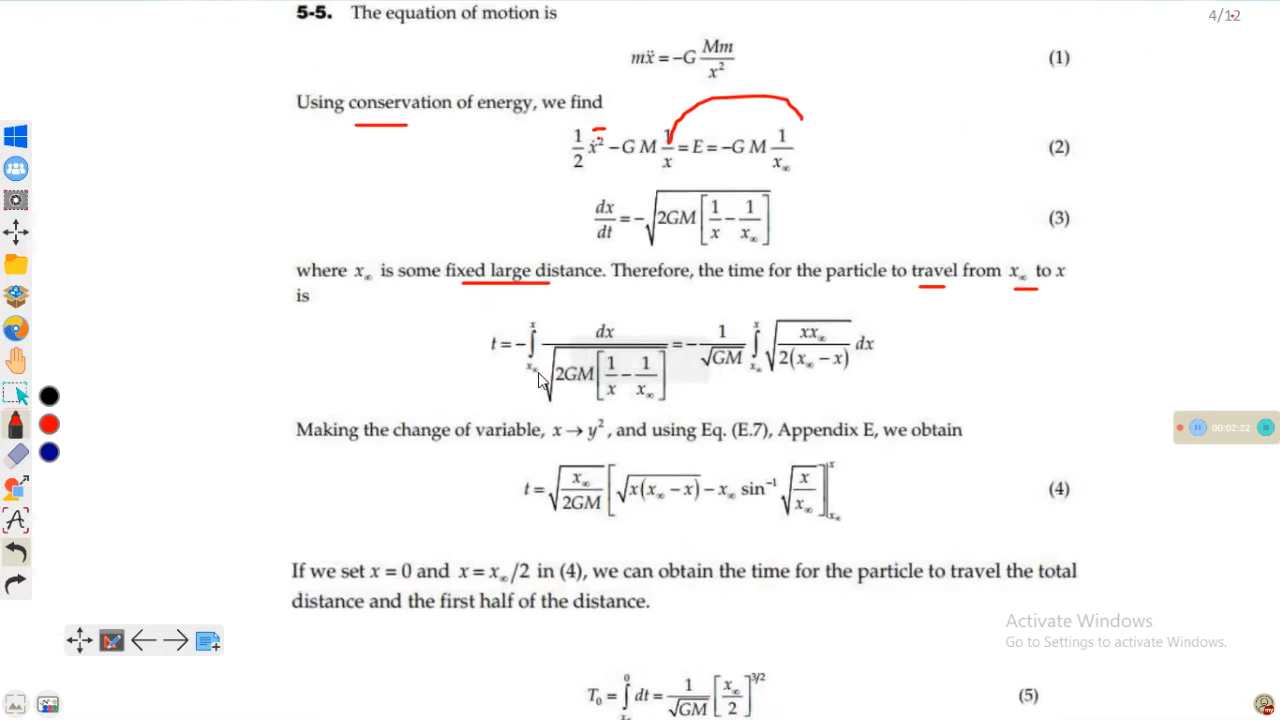 4/12
5-5. The equation of motion is
mẍ = −G Mm/x² (1)
Using conservation of energy, we find
1/2 ẋ² − G M 1/x = E = −G M 1/x∞ (2)
dx/dt = −√(2GM[1/x − 1/x∞]) (3)
where x∞ is some fixed large distance. Therefore, the time for the particle to travel from x∞ to x
is
t = −∫_{x∞}^{x} dx/√(2GM[1/x − 1/x∞]) = −1/√GM ∫_{x∞}^{x} √(xx∞/2(x∞ − x)) dx
Making the change of variable, x → y², and using Eq. (E.7), Appendix E, we obtain
t = √(x∞/2GM) [√(x(x∞ − x)) − x∞ sin⁻¹ √(x/x∞)]|_{x∞}^{x} (4)
If we set x = 0 and x = x∞/2 in (4), we can obtain the time for the particle to travel the total
distance and the first half of the distance.
T₀ = ∫_{x∞}^{0} dt = 1/√GM [x∞/2]^{3/2} (5)
00:02:22
Activate Windows
Go to Settings to activate Windows.